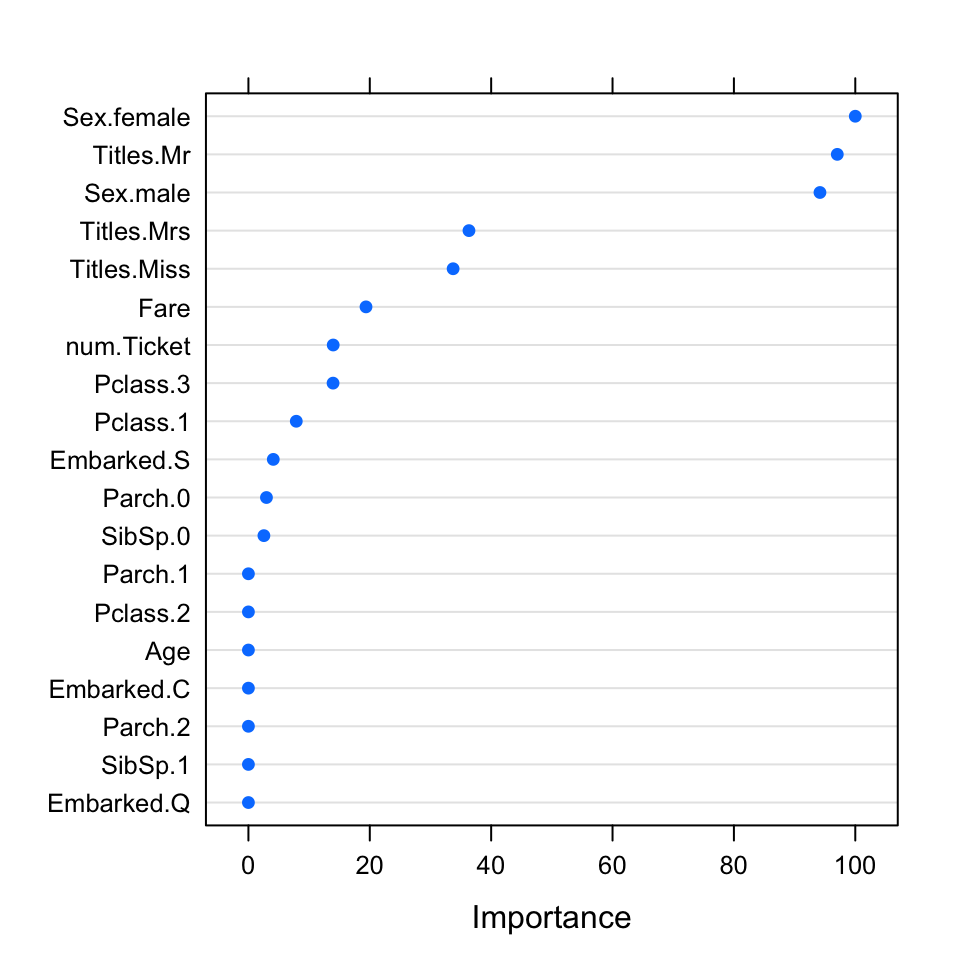 Sex.female
Titles.Mr
Sex.male
Titles.Mrs
Titles.Miss
Fare
num.Ticket
Pclass.3
Pclass.1
Embarked.S
Parch.0
SibSp.0
Parch.1
Pclass.2
Age
Embarked.C
Parch.2
SibSp.1
Embarked.Q
0 20 40 60 80 100
Importance